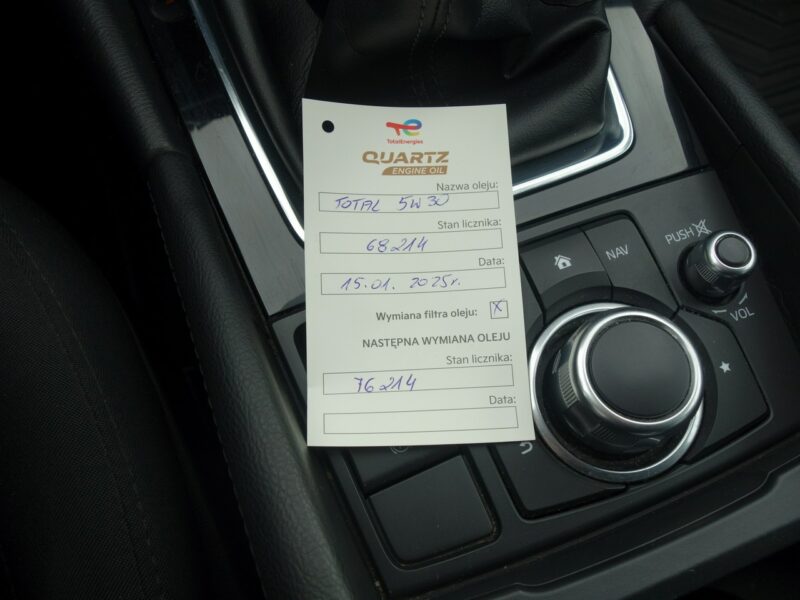 TotalEnergies
QUARTZ
ENGINE OIL
Nazwa oleju:
TOTAL 5W30
Stan licznika:
68214
Data:
15.01. 2025r.
Wymiana filtra oleju: X
NASTĘPNA WYMIANA OLEJU
Stan licznika:
76214
Data:
NAV
PUSH
VOL